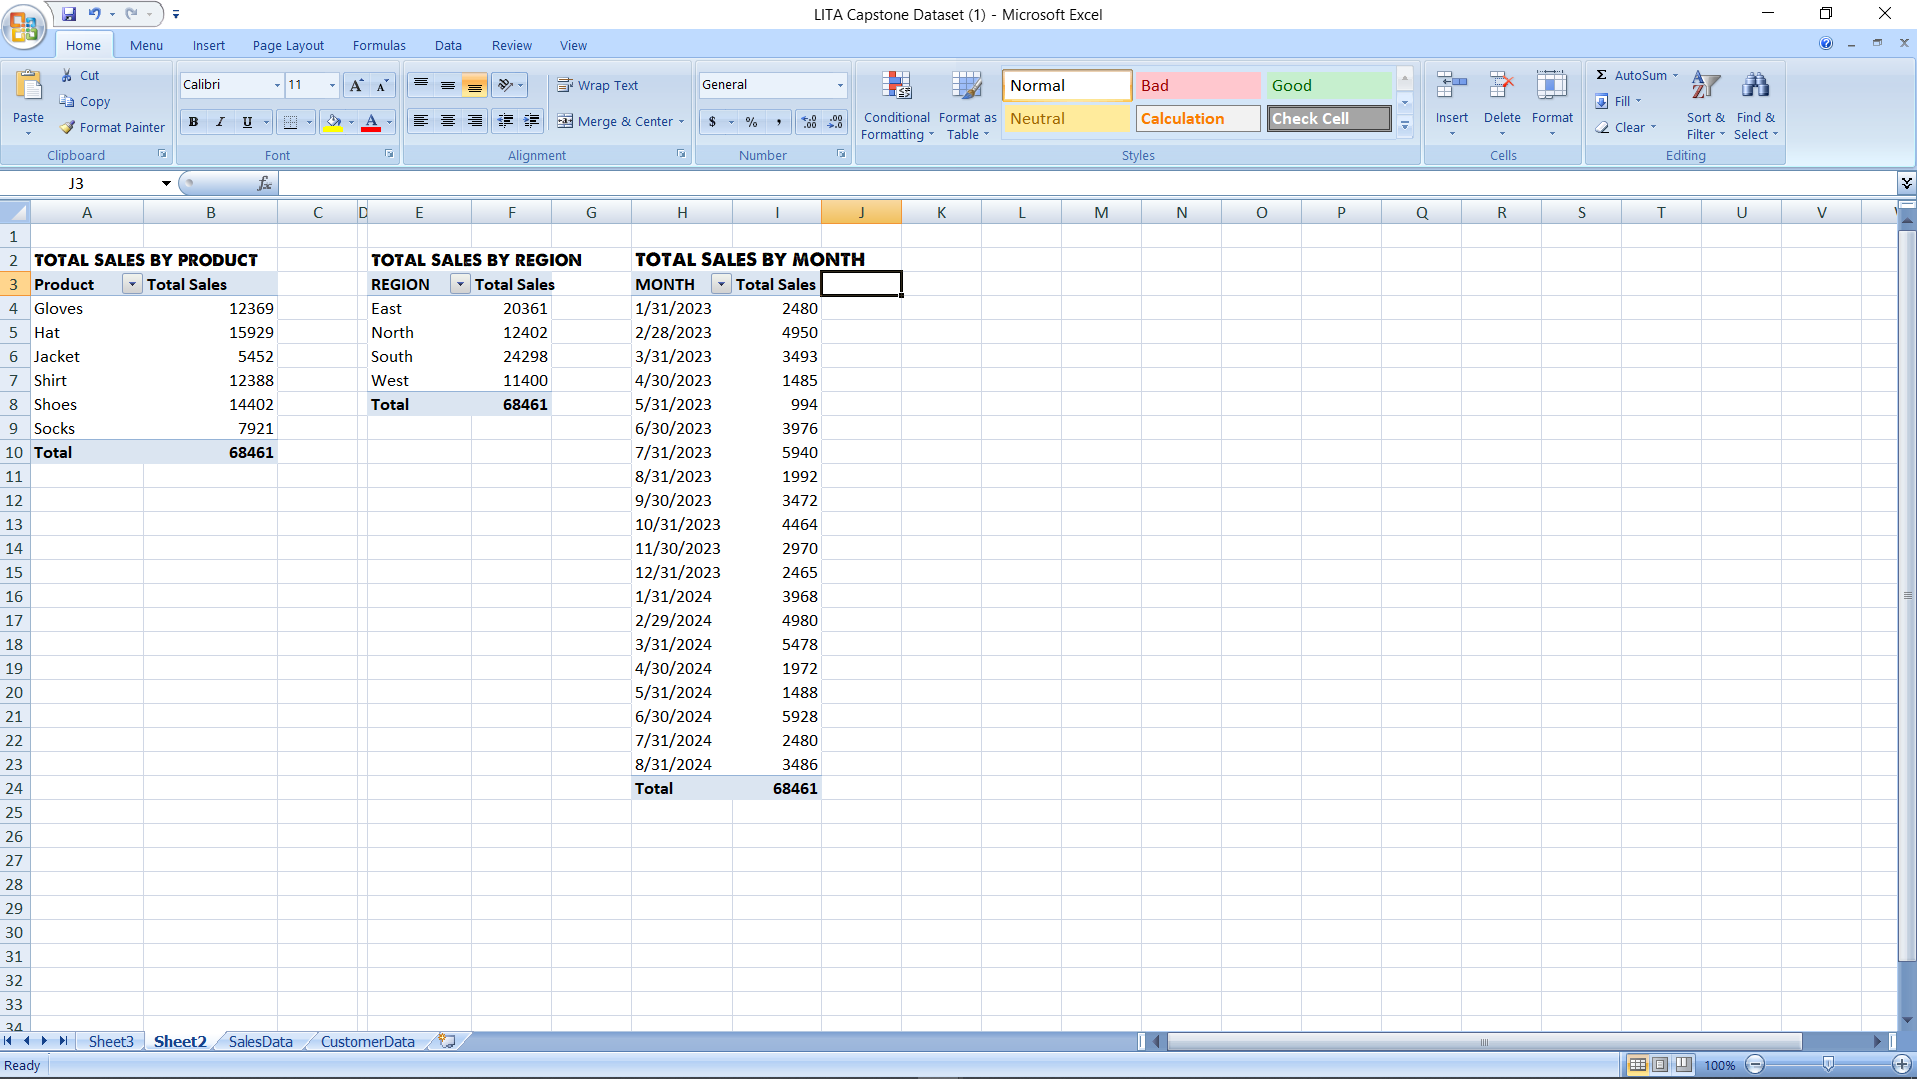 LITA Capstone Dataset (1) - Microsoft Excel
Home Menu Insert Page Layout Formulas Data Review View
Paste
Cut
Copy
Format Painter
Clipboard
Calibri 11
B I U A
Font
Wrap Text
Merge & Center
Alignment
General
$ % ,
Number
Conditional Formatting
Format as Table
Normal Bad Good
Neutral Calculation Check Cell
Styles
Insert Delete Format
Cells
Σ AutoSum
Fill
Clear
Sort & Filter
Find & Select
Editing
J3 fx
A B C D E F G H I J K L M N O P Q R S T U V
1
2 TOTAL SALES BY PRODUCT TOTAL SALES BY REGION TOTAL SALES BY MONTH
3 Product Total Sales REGION Total Sales MONTH Total Sales
4 Gloves 12369 East 20361 1/31/2023 2480
5 Hat 15929 North 12402 2/28/2023 4950
6 Jacket 5452 South 24298 3/31/2023 3493
7 Shirt 12388 West 11400 4/30/2023 1485
8 Shoes 14402 Total 68461 5/31/2023 994
9 Socks 7921 6/30/2023 3976
10 Total 68461 7/31/2023 5940
11 8/31/2023 1992
12 9/30/2023 3472
13 10/31/2023 4464
14 11/30/2023 2970
15 12/31/2023 2465
16 1/31/2024 3968
17 2/29/2024 4980
18 3/31/2024 5478
19 4/30/2024 1972
20 5/31/2024 1488
21 6/30/2024 5928
22 7/31/2024 2480
23 8/31/2024 3486
24 Total 68461
25
26
27
28
29
30
31
32
33
34
Sheet3 Sheet2 SalesData CustomerData
Ready 100%